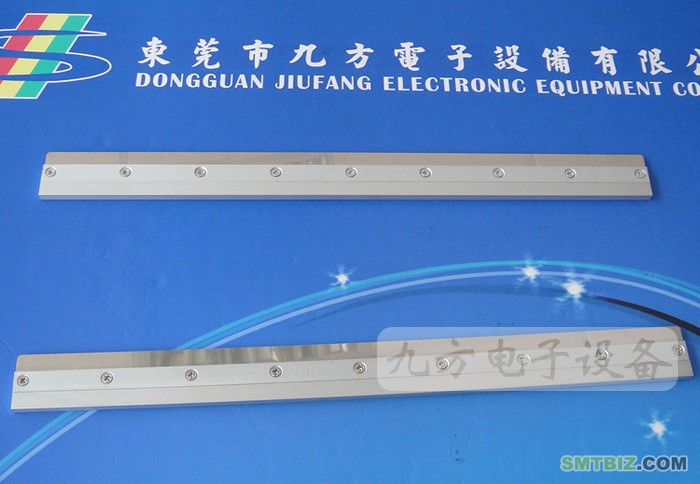 東莞市九方電子設備有限
DONGGUAN JIUFANG ELECTRONIC EQUIPMENT CO
九方电子设备
SMTBIZ.COM